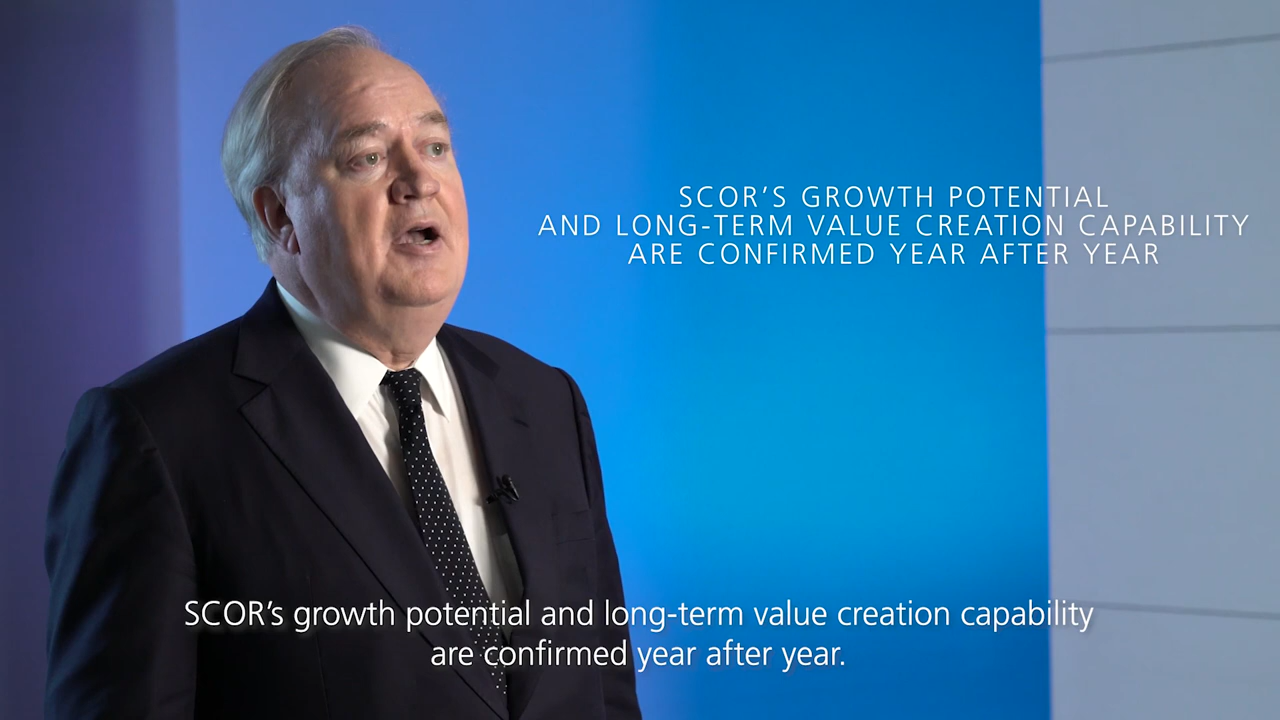 SCOR'S GROWTH POTENTIAL
AND LONG-TERM VALUE CREATION CAPABILITY
ARE CONFIRMED YEAR AFTER YEAR
SCOR's growth potential and long-term value creation capability
are confirmed year after year.